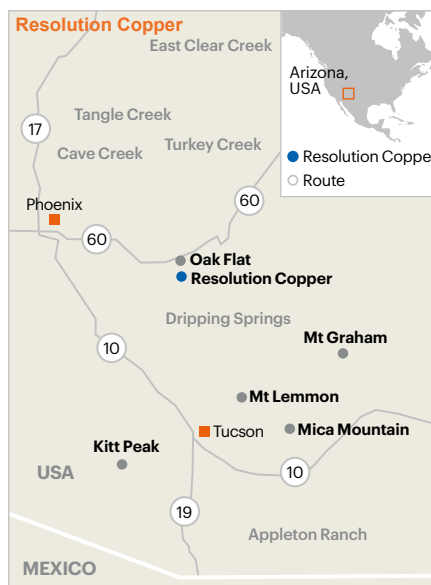 Resolution Copper
East Clear Creek
Arizona,
USA
Tangle Creek
17
Turkey Creek
Cave Creek
Resolution Coppe
Route
Phoenix
60
60
Oak Flat
Resolution Copper
Dripping Springs
Mt Graham
10
Mt Lemmon
Tucson
Mica Mountain
Kitt Peak
USA
10
19
Appleton Ranch
MEXICO